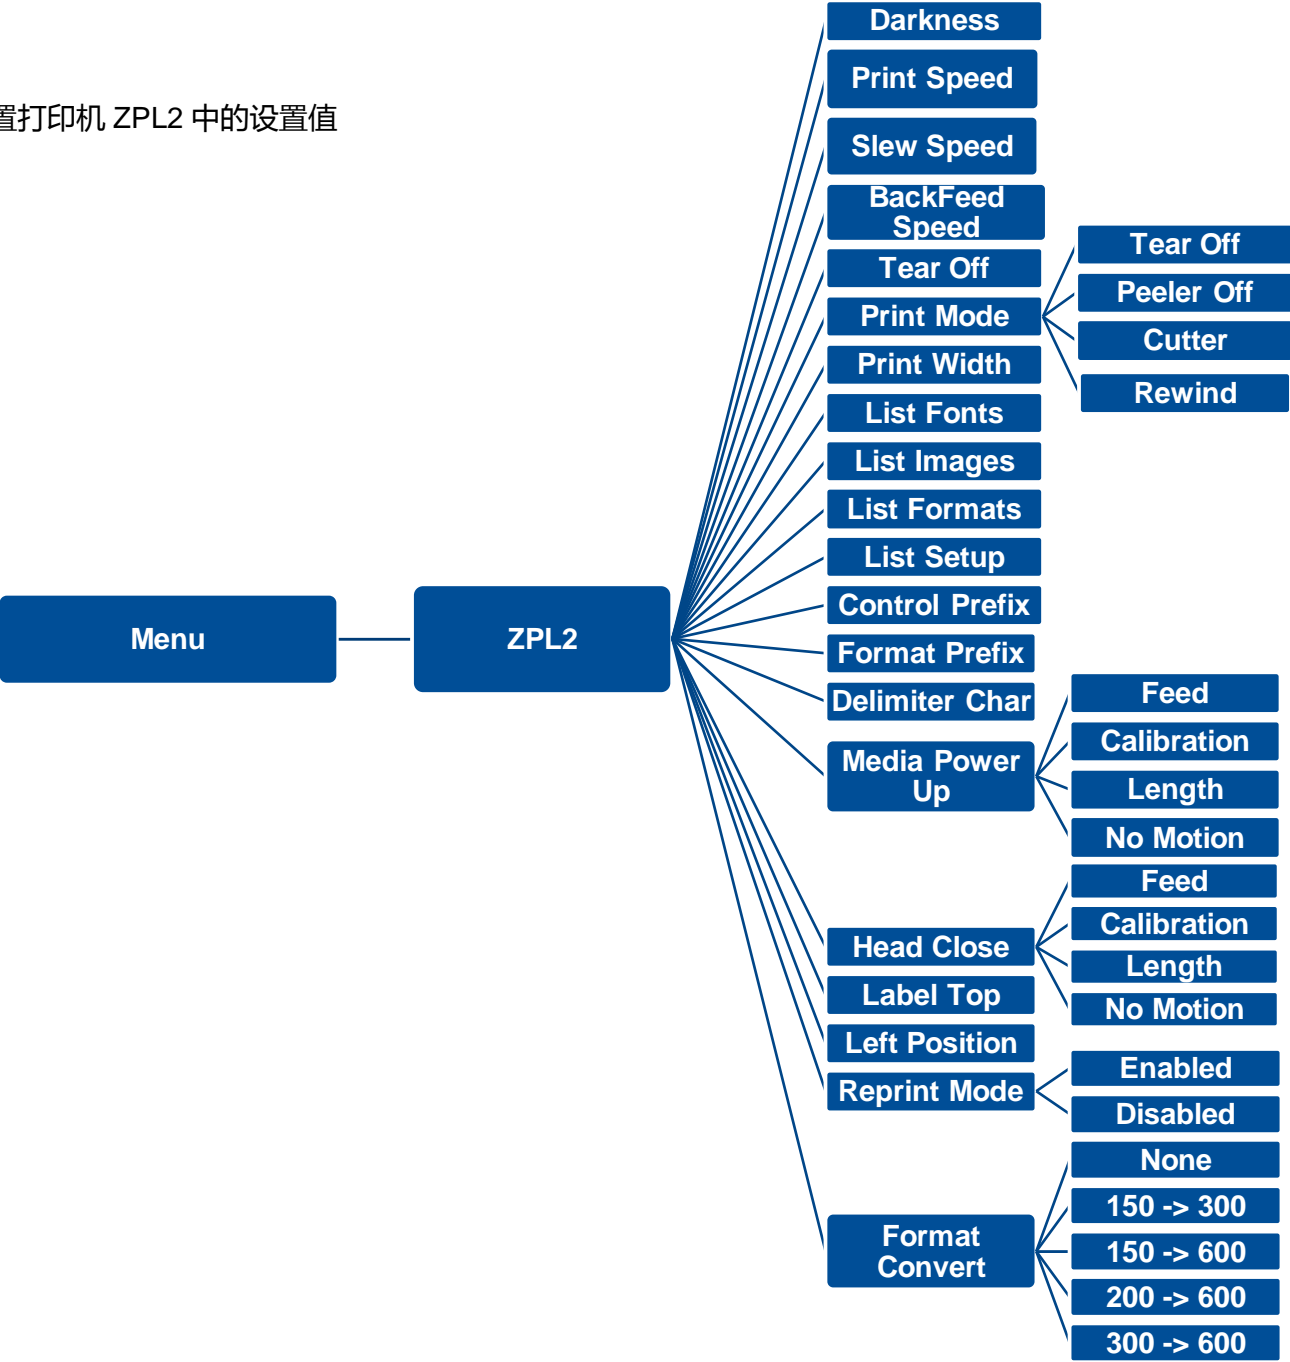 置打印机 ZPL2 中的设置值
Menu
ZPL2
Darkness
Print Speed
Slew Speed
BackFeed
Speed
Tear Off
Print Mode
Tear Off
Peeler Off
Cutter
Rewind
Print Width
List Fonts
List Images
List Formats
List Setup
Control Prefix
Format Prefix
Delimiter Char
Media Power
Up
Feed
Calibration
Length
No Motion
Head Close
Feed
Calibration
Length
No Motion
Label Top
Left Position
Reprint Mode
Enabled
Disabled
Format
Convert
None
150 -> 300
150 -> 600
200 -> 600
300 -> 600